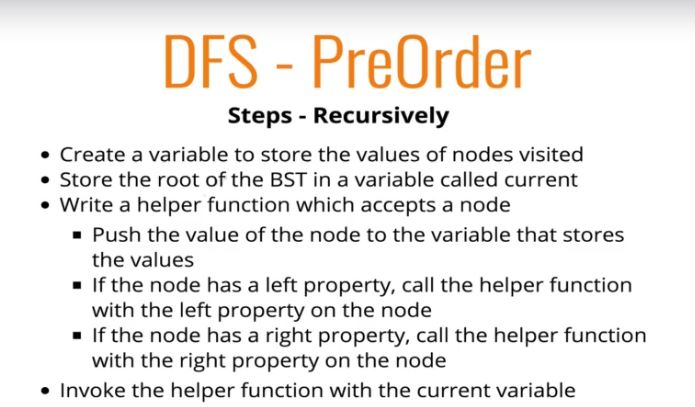 DFS - PreOrder
Steps - Recursively
• Create a variable to store the values of nodes visited
• Store the root of the BST in a variable called current
• Write a helper function which accepts a node
▪ Push the value of the node to the variable that stores
the values
▪ If the node has a left property, call the helper function
with the left property on the node
▪ If the node has a right property, call the helper function
with the right property on the node
• Invoke the helper function with the current variable